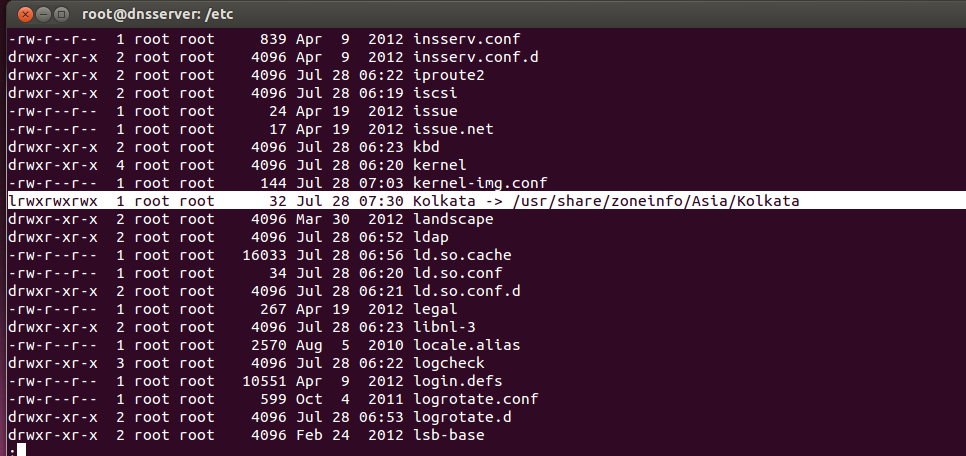 root@dnsserver: /etc
-rw-r--r--  1 root root     839 Apr  9  2012 insserv.conf
drwxr-xr-x  2 root root    4096 Apr  9  2012 insserv.conf.d
drwxr-xr-x  2 root root    4096 Jul 28 06:22 iproute2
drwxr-xr-x  2 root root    4096 Jul 28 06:19 iscsi
-rw-r--r--  1 root root      24 Apr 19  2012 issue
-rw-r--r--  1 root root      17 Apr 19  2012 issue.net
drwxr-xr-x  2 root root    4096 Jul 28 06:23 kbd
drwxr-xr-x  4 root root    4096 Jul 28 06:20 kernel
-rw-r--r--  1 root root     144 Jul 28 07:03 kernel-img.conf
lrwxrwxrwx  1 root root      32 Jul 28 07:30 Kolkata -> /usr/share/zoneinfo/Asia/Kolkata
drwxr-xr-x  2 root root    4096 Mar 30  2012 landscape
drwxr-xr-x  2 root root    4096 Jul 28 06:52 ldap
-rw-r--r--  1 root root   16033 Jul 28 06:56 ld.so.cache
-rw-r--r--  1 root root      34 Jul 28 06:20 ld.so.conf
drwxr-xr-x  2 root root    4096 Jul 28 06:21 ld.so.conf.d
-rw-r--r--  1 root root     267 Apr 19  2012 legal
drwxr-xr-x  2 root root    4096 Jul 28 06:23 libnl-3
-rw-r--r--  1 root root    2570 Aug  5  2010 locale.alias
drwxr-xr-x  3 root root    4096 Jul 28 06:22 logcheck
-rw-r--r--  1 root root   10551 Apr  9  2012 login.defs
-rw-r--r--  1 root root     599 Oct  4  2011 logrotate.conf
drwxr-xr-x  2 root root    4096 Jul 28 06:53 logrotate.d
drwxr-xr-x  2 root root    4096 Feb 24  2012 lsb-base
: